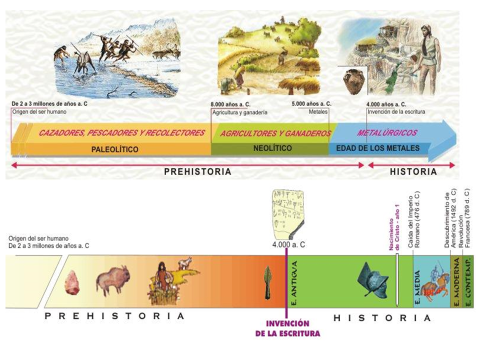 De 2 a 3 millones de años a. C
Origen del ser humano
8.000 años a. C
Agricultura y ganadería
5.000 años a. C
Metales
4.000 años a. C
Invención de la escritura
CAZADORES, PESCADORES Y RECOLECTORES
AGRICULTORES Y GANADEROS
METALÚRGICOS
PALEOLÍTICO
NEOLÍTICO
EDAD DE LOS METALES
PREHISTORIA
HISTORIA
Origen del ser humano
De 2 a 3 millones de años a. C
4.000 a. C
Nacimiento
de Cristo - año 1
Caída del Imperio
Romano (476 d. C)
Descubrimiento de
América (1492 d. C)
Revolución
Francesa (789 d. C)
E. ANTIGUA
E. MEDIA
E. MODERNA
E. CONTEMP.
PREHISTORIA
HISTORIA
INVENCIÓN
DE LA ESCRITURA